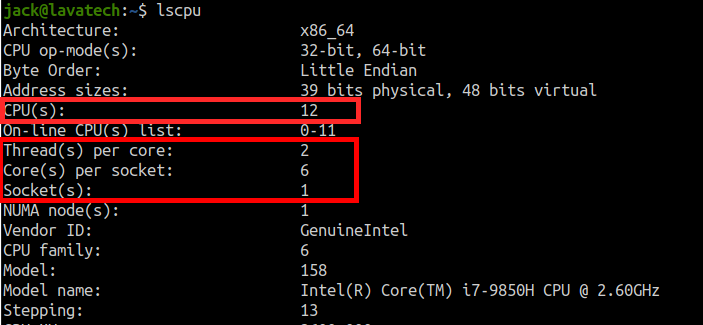 jack@lavatech:~$ lscpu
Architecture: x86_64
CPU op-mode(s): 32-bit, 64-bit
Byte Order: Little Endian
Address sizes: 39 bits physical, 48 bits virtual
CPU(s): 12
On-line CPU(s) list: 0-11
Thread(s) per core: 2
Core(s) per socket: 6
Socket(s): 1
NUMA node(s): 1
Vendor ID: GenuineIntel
CPU family: 6
Model: 158
Model name: Intel(R) Core(TM) i7-9850H CPU @ 2.60GHz
Stepping: 13